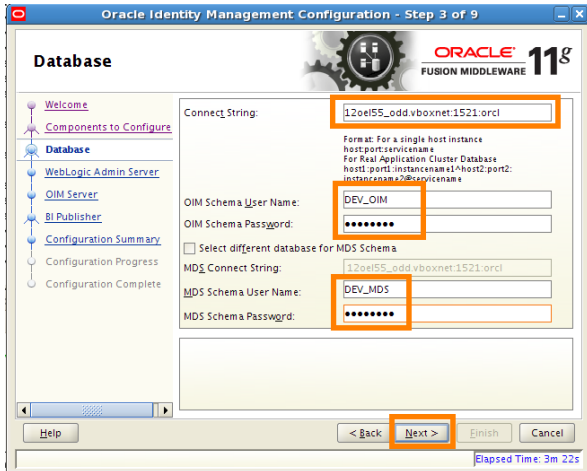 Oracle Identity Management Configuration - Step 3 of 9
Database
ORACLE
FUSION MIDDLEWARE 11g
Welcome
Components to Configure
Database
WebLogic Admin Server
OIM Server
BI Publisher
Configuration Summary
Configuration Progress
Configuration Complete
Connect String: 12oel55_odd.vboxnet:1521:orcl
Format: For a single host instance
host:port:servicename
For Real Application Cluster Database
host1:port1:instancename1^host2:port2:
instancename2@servicename
OIM Schema User Name: DEV_OIM
OIM Schema Password: ●●●●●●●●
Select different database for MDS Schema
MDS Connect String: 12oel55_odd.vboxnet:1521:orcl
MDS Schema User Name: DEV_MDS
MDS Schema Password: ●●●●●●●●
Help
< Back
Next >
Finish
Cancel
Elapsed Time: 3m 22s